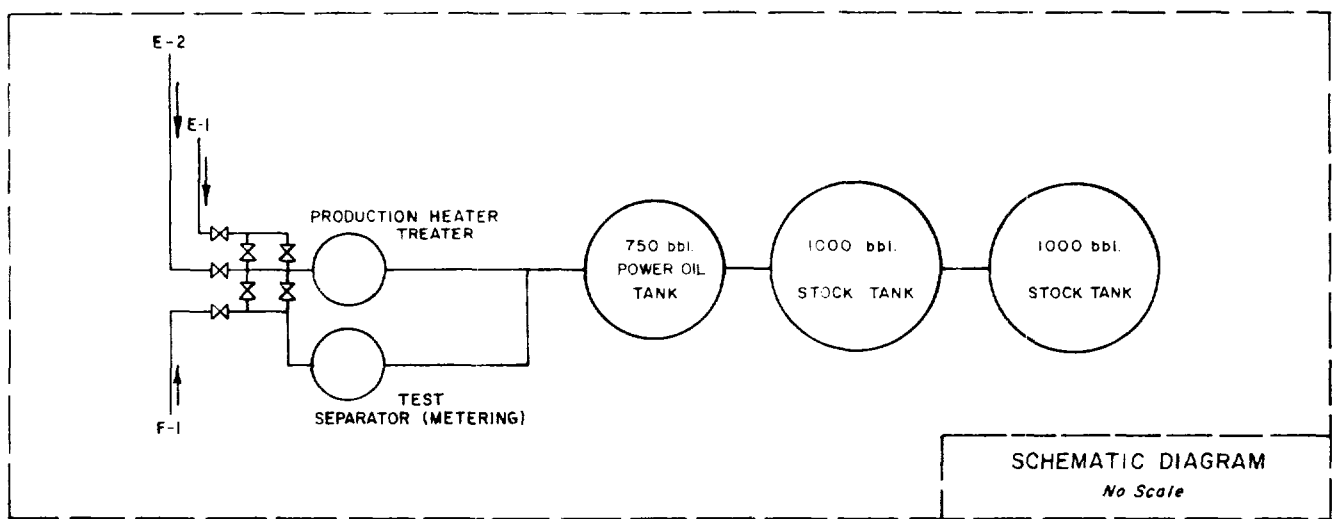 E-2
E-1
PRODUCTION HEATER
TREATER
750 bbl.
POWER OIL
TANK
1000 bbl.
STOCK TANK
1000 bbl.
STOCK TANK
TEST
SEPARATOR (METERING)
F-1
SCHEMATIC DIAGRAM
No Scale